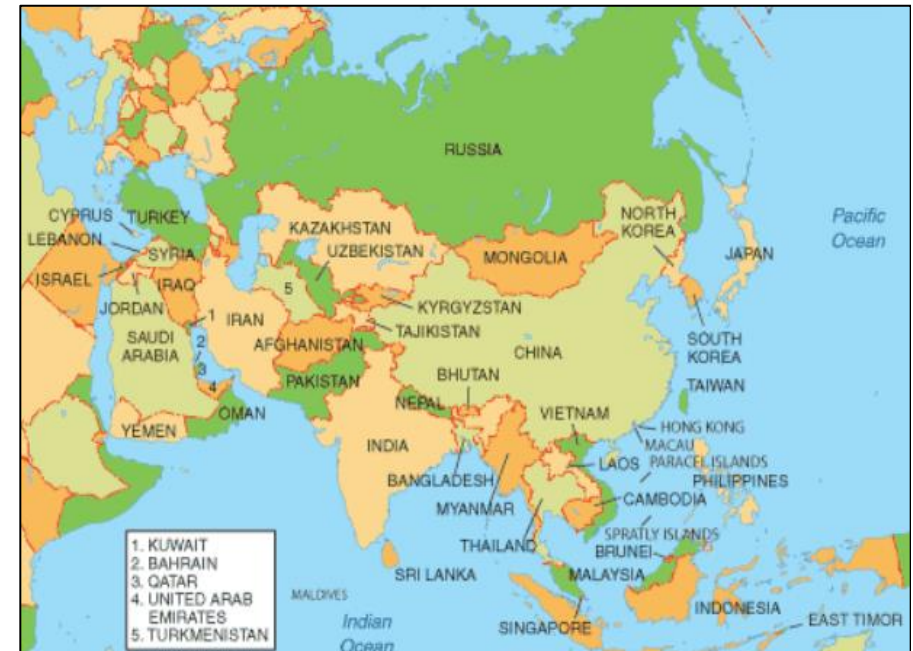 RUSSIA
CYPRUS
TURKEY
LEBANON
SYRIA
ISRAEL
IRAQ
JORDAN
SAUDI
ARABIA
1
2
3
4
IRAN
YEMEN
OMAN
KAZAKHSTAN
UZBEKISTAN
5
KYRGYZSTAN
TAJIKISTAN
AFGHANISTAN
PAKISTAN
MONGOLIA
NORTH
KOREA
JAPAN
Pacific
Ocean
SOUTH
KOREA
CHINA
TAIWAN
BHUTAN
NEPAL
INDIA
VIETNAM
HONG KONG
MACAU
LAOS
PARACEL ISLANDS
BANGLADESH
PHILIPPINES
CAMBODIA
MYANMAR
SPRATLY ISLANDS
THAILAND
BRUNEI
SRI LANKA
MALAYSIA
MALDIVES
INDONESIA
SINGAPORE
EAST TIMOR
Indian
Ocean
1. KUWAIT
2. BAHRAIN
3. QATAR
4. UNITED ARAB
EMIRATES
5. TURKMENISTAN